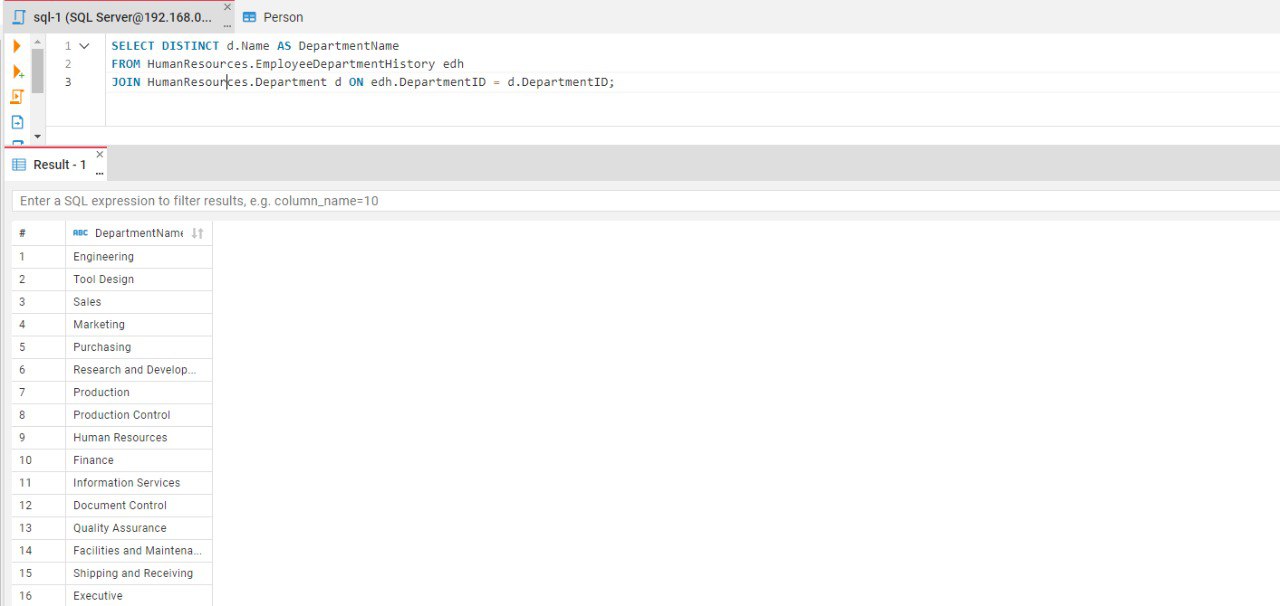 sql-1 (SQL Server@192.168.0... Person
1 SELECT DISTINCT d.Name AS DepartmentName
2 FROM HumanResources.EmployeeDepartmentHistory edh
3 JOIN HumanResources.Department d ON edh.DepartmentID = d.DepartmentID;
Result - 1
Enter a SQL expression to filter results, e.g. column_name=10
# ABC DepartmentName
1 Engineering
2 Tool Design
3 Sales
4 Marketing
5 Purchasing
6 Research and Develop...
7 Production
8 Production Control
9 Human Resources
10 Finance
11 Information Services
12 Document Control
13 Quality Assurance
14 Facilities and Maintena...
15 Shipping and Receiving
16 Executive